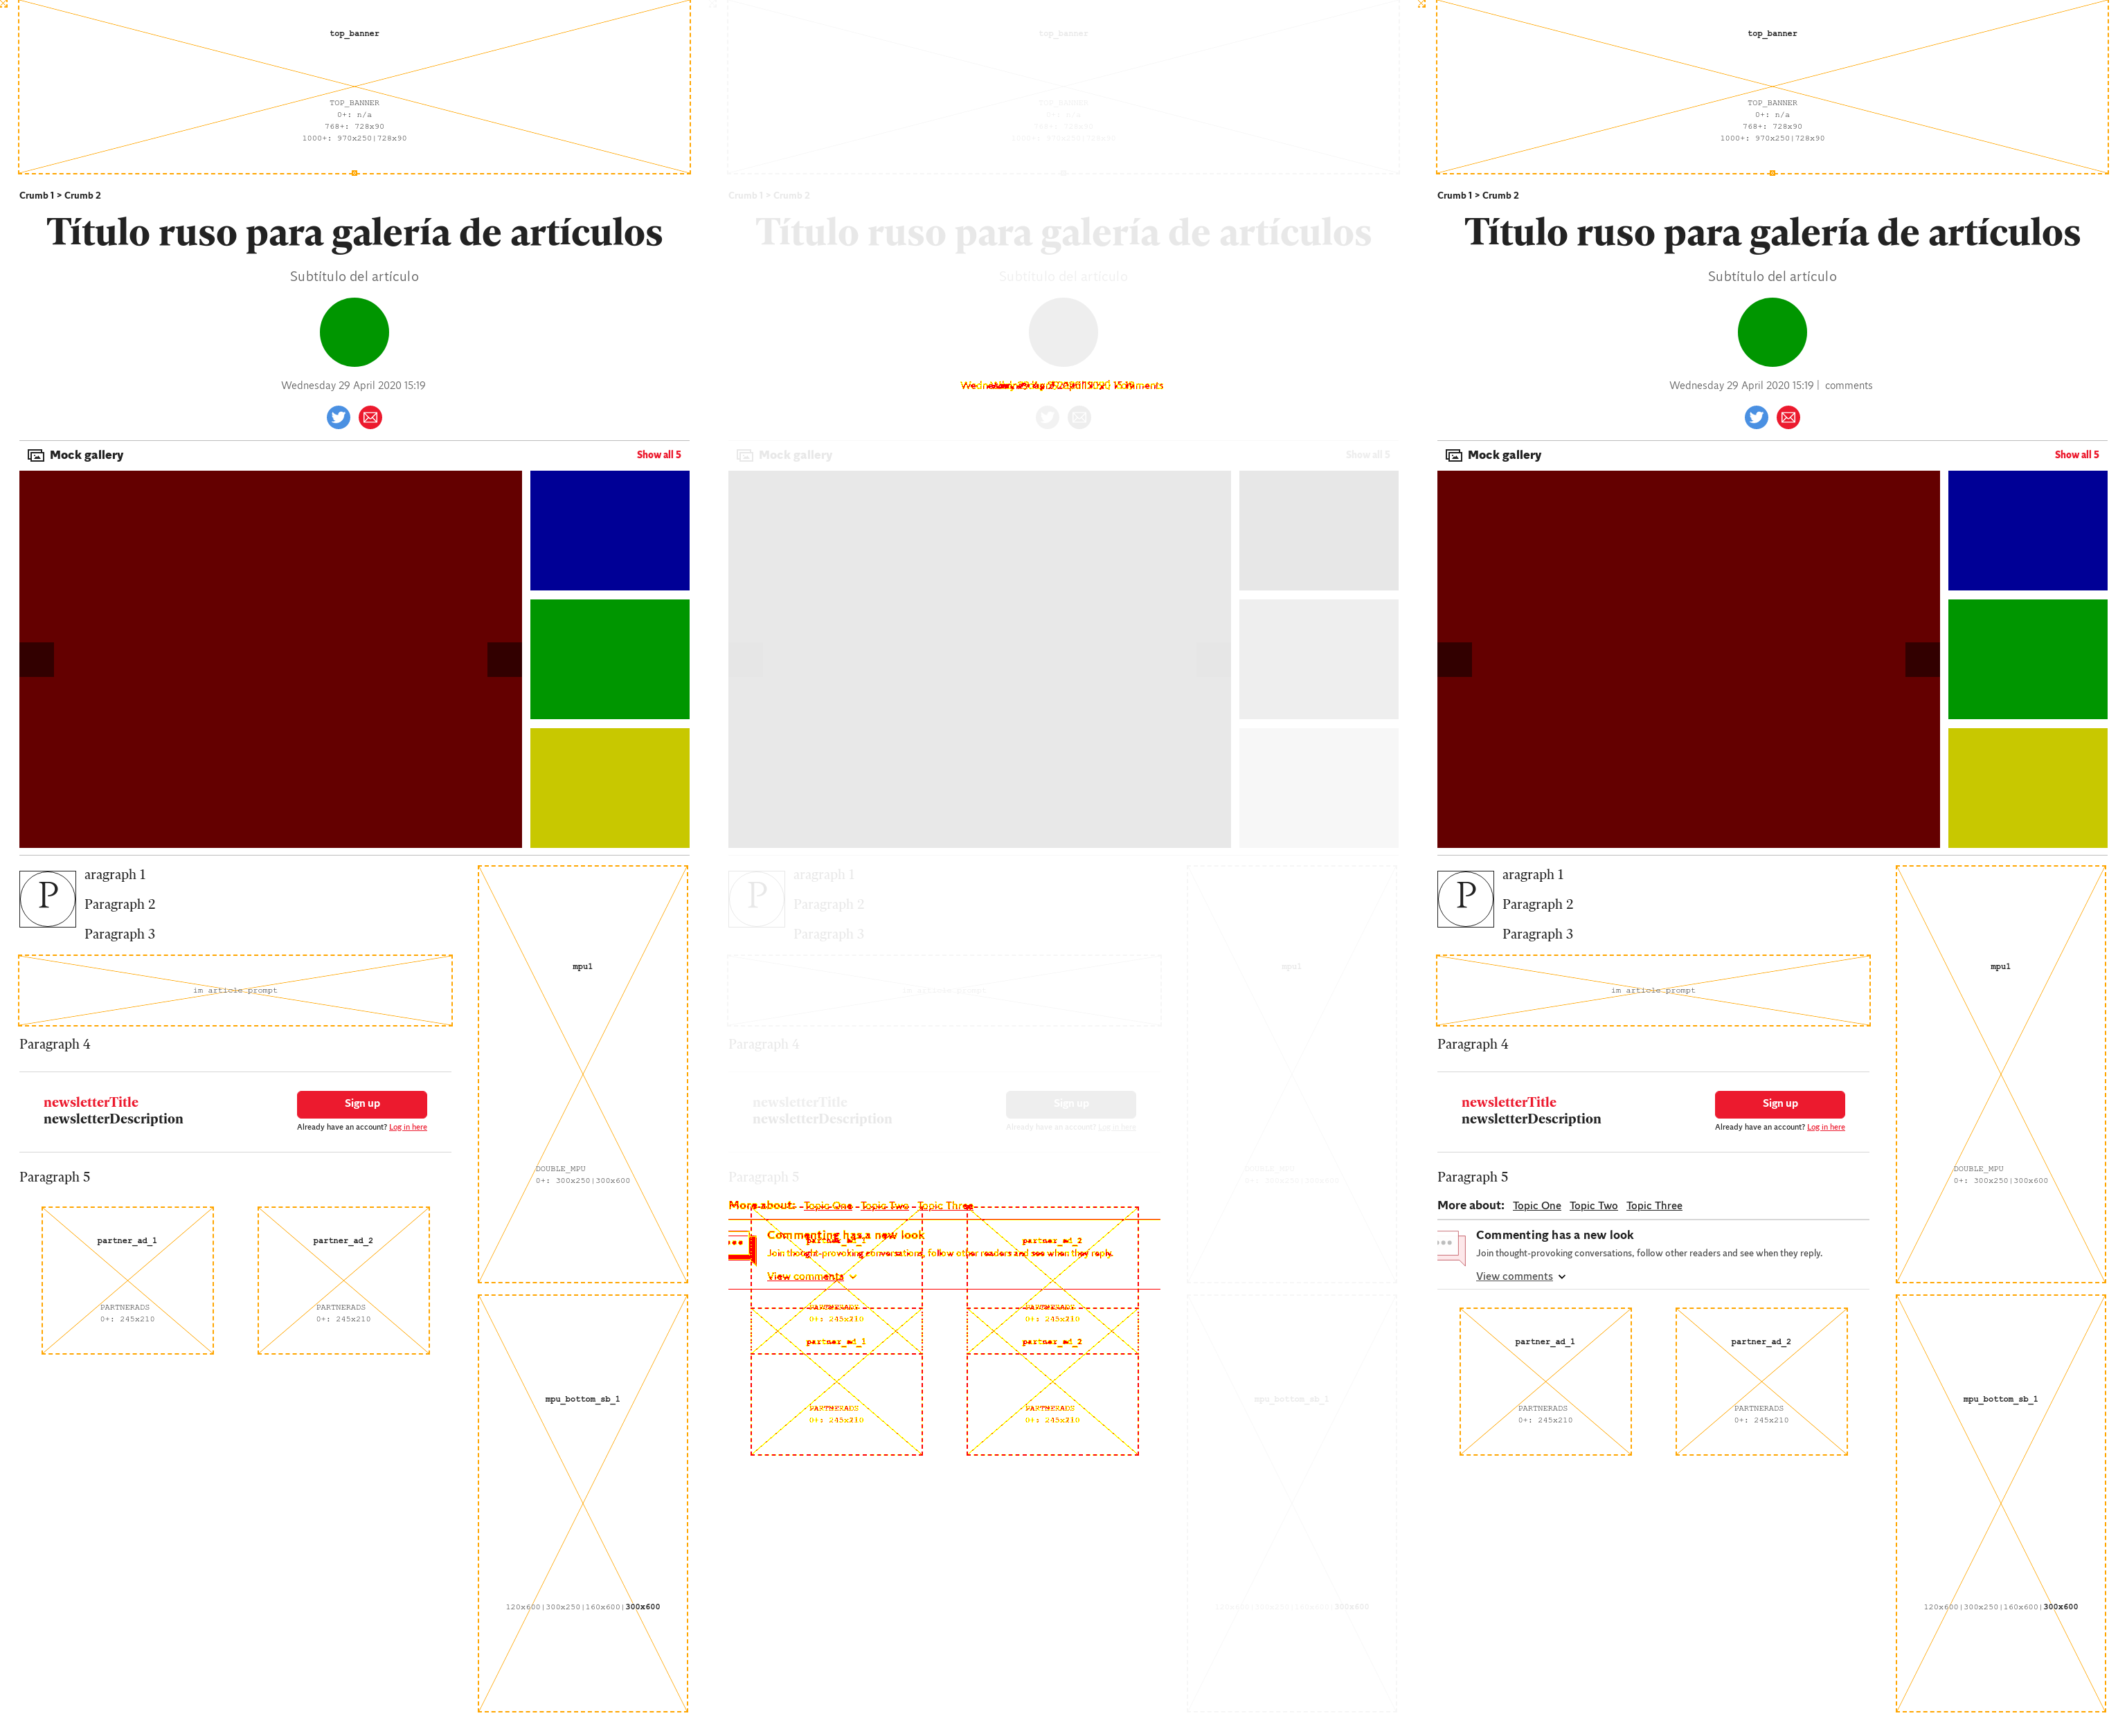 top_banner
TOP_BANNER
0+: n/a
768+: 728x90
1000+: 970x250|728x90
Crumb 1 > Crumb 2
Título ruso para galería de artículos
Subtítulo del artículo
Wednesday 29 April 2020 15:19
Mock gallery
Show all 5
P
aragraph 1
Paragraph 2
Paragraph 3
mpu1
im article prompt
Paragraph 4
newsletterTitle
newsletterDescription
Sign up
Already have an account? Log in here
DOUBLE_MPU
0+: 300x250|300x600
Paragraph 5
partner_ad_1
PARTNERADS
0+: 245x210
partner_ad_2
PARTNERADS
0+: 245x210
mpu_bottom_sb_1
120x600|300x250|160x600|300x600
top_banner
TOP_BANNER
0+: n/a
768+: 728x90
Crumb 1 > Crumb 2
Título ruso para galería de artículos
Subtítulo del artículo
Mock gallery
Show all 5
P
aragraph 1
Paragraph 2
Paragraph 3
mpu1
im article prompt
Paragraph 4
newsletterTitle
newsletterDescription
Sign up
Already have an account? Log in here
DOUBLE_MPU
0+: 300x250|300x600
Paragraph 5
More about: Topic One Topic Two Topic Three
Commenting has a new look
partner_ad_1
partner_ad_2
Join thought-provoking conversations, follow other readers and see when they reply.
View comments
PARTNERADS
0+: 245x210
PARTNERADS
0+: 245x210
partner_ad_1
partner_ad_2
PARTNERADS
0+: 245x210
PARTNERADS
0+: 245x210
mpu_bottom_sb_1
120x600|300x250|160x600|300x600
top_banner
TOP_BANNER
0+: n/a
768+: 728x90
1000+: 970x250|728x90
Crumb 1 > Crumb 2
Título ruso para galería de artículos
Subtítulo del artículo
Wednesday 29 April 2020 15:19 | comments
Mock gallery
Show all 5
P
aragraph 1
Paragraph 2
Paragraph 3
mpu1
im article prompt
Paragraph 4
newsletterTitle
newsletterDescription
Sign up
Already have an account? Log in here
DOUBLE_MPU
0+: 300x250|300x600
Paragraph 5
More about: Topic One Topic Two Topic Three
Commenting has a new look
Join thought-provoking conversations, follow other readers and see when they reply.
View comments
partner_ad_1
PARTNERADS
0+: 245x210
partner_ad_2
PARTNERADS
0+: 245x210
mpu_bottom_sb_1
120x600|300x250|160x600|300x600